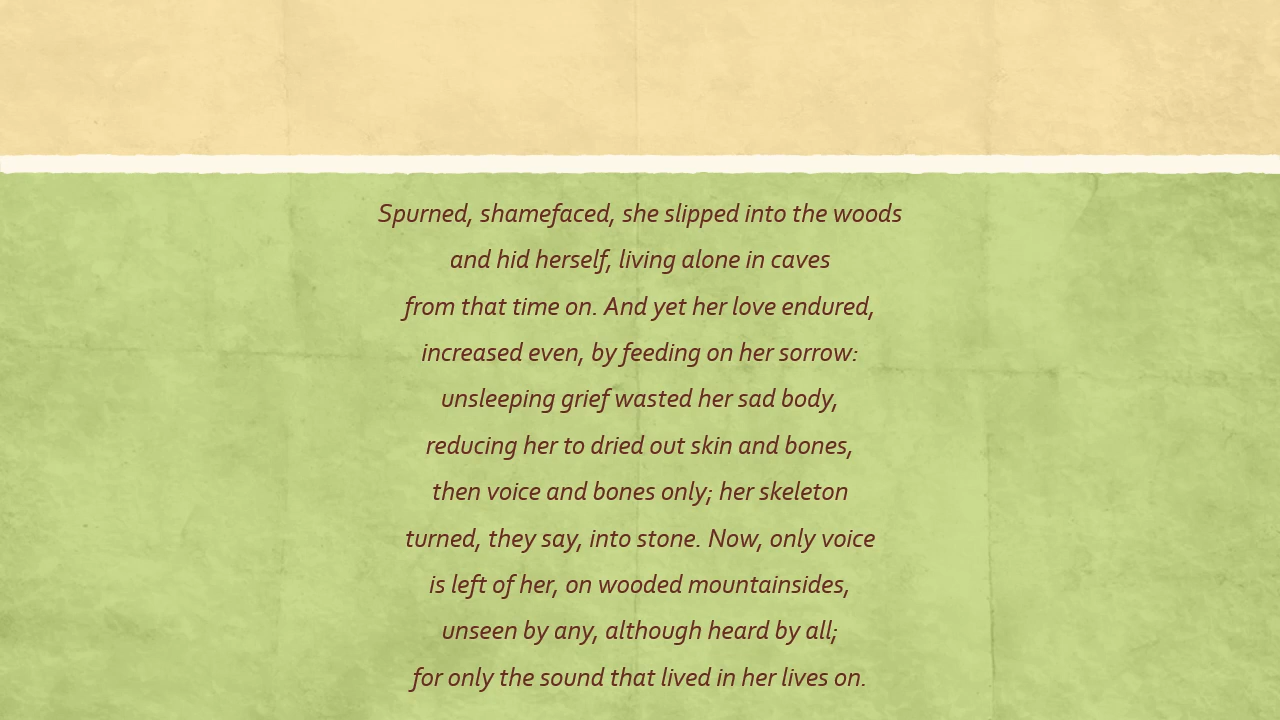 Spurned, shamefaced, she slipped into the woods
and hid herself, living alone in caves
from that time on. And yet her love endured,
increased even, by feeding on her sorrow:
unsleeping grief wasted her sad body,
reducing her to dried out skin and bones,
then voice and bones only; her skeleton
turned, they say, into stone. Now, only voice
is left of her, on wooded mountainsides,
unseen by any, although heard by all;
for only the sound that lived in her lives on.